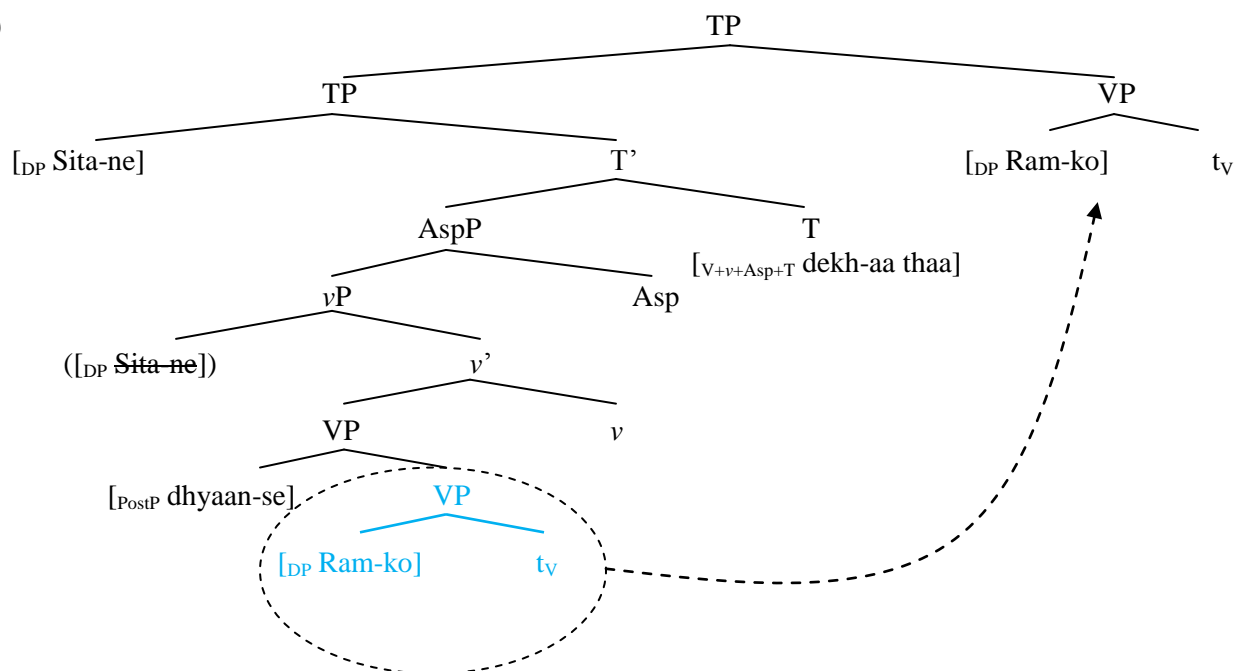 )
TP
TP VP
[DP Sita-ne] T’ [DP Ram-ko] tV
AspP T
[V+v+Asp+T dekh-aa thaa]
vP Asp
([DP Sita-ne]) v’
VP v
[PostP dhyaan-se] VP
[DP Ram-ko] tV